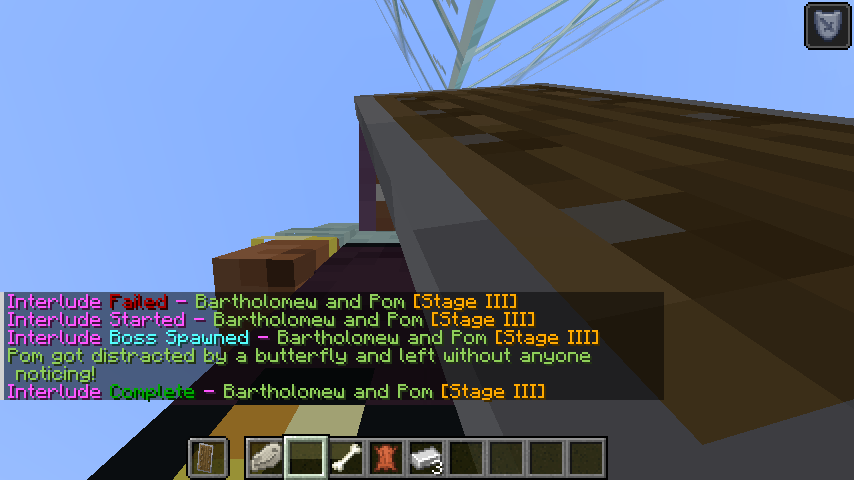 Interlude Failed - Bartholomew and Pom [Stage III]
Interlude Started - Bartholomew and Pom [Stage III]
Interlude Boss Spawned - Bartholomew and Pom [Stage III]
Pom got distracted by a butterfly and left without anyone
noticing!
Interlude Complete - Bartholomew and Pom [Stage III]
3